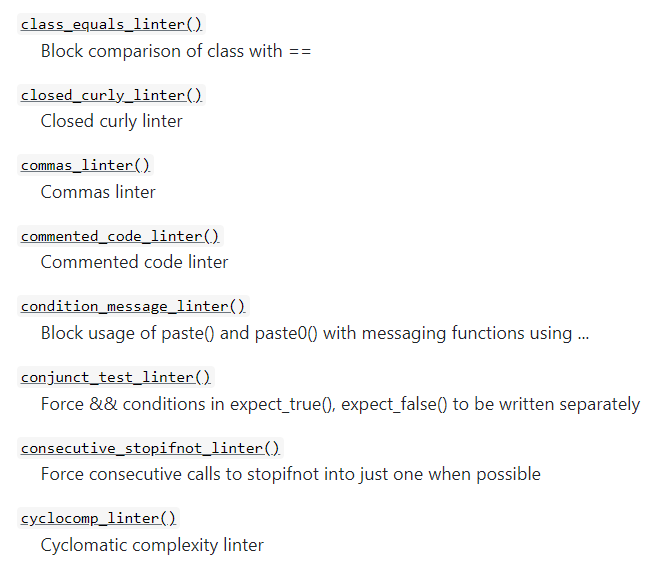 class_equals_linter()
Block comparison of class with ==
closed_curly_linter()
Closed curly linter
commas_linter()
Commas linter
commented_code_linter()
Commented code linter
condition_message_linter()
Block usage of paste() and paste0() with messaging functions using ...
conjunct_test_linter()
Force && conditions in expect_true(), expect_false() to be written separately
consecutive_stopifnot_linter()
Force consecutive calls to stopifnot into just one when possible
cyclocomp_linter()
Cyclomatic complexity linter